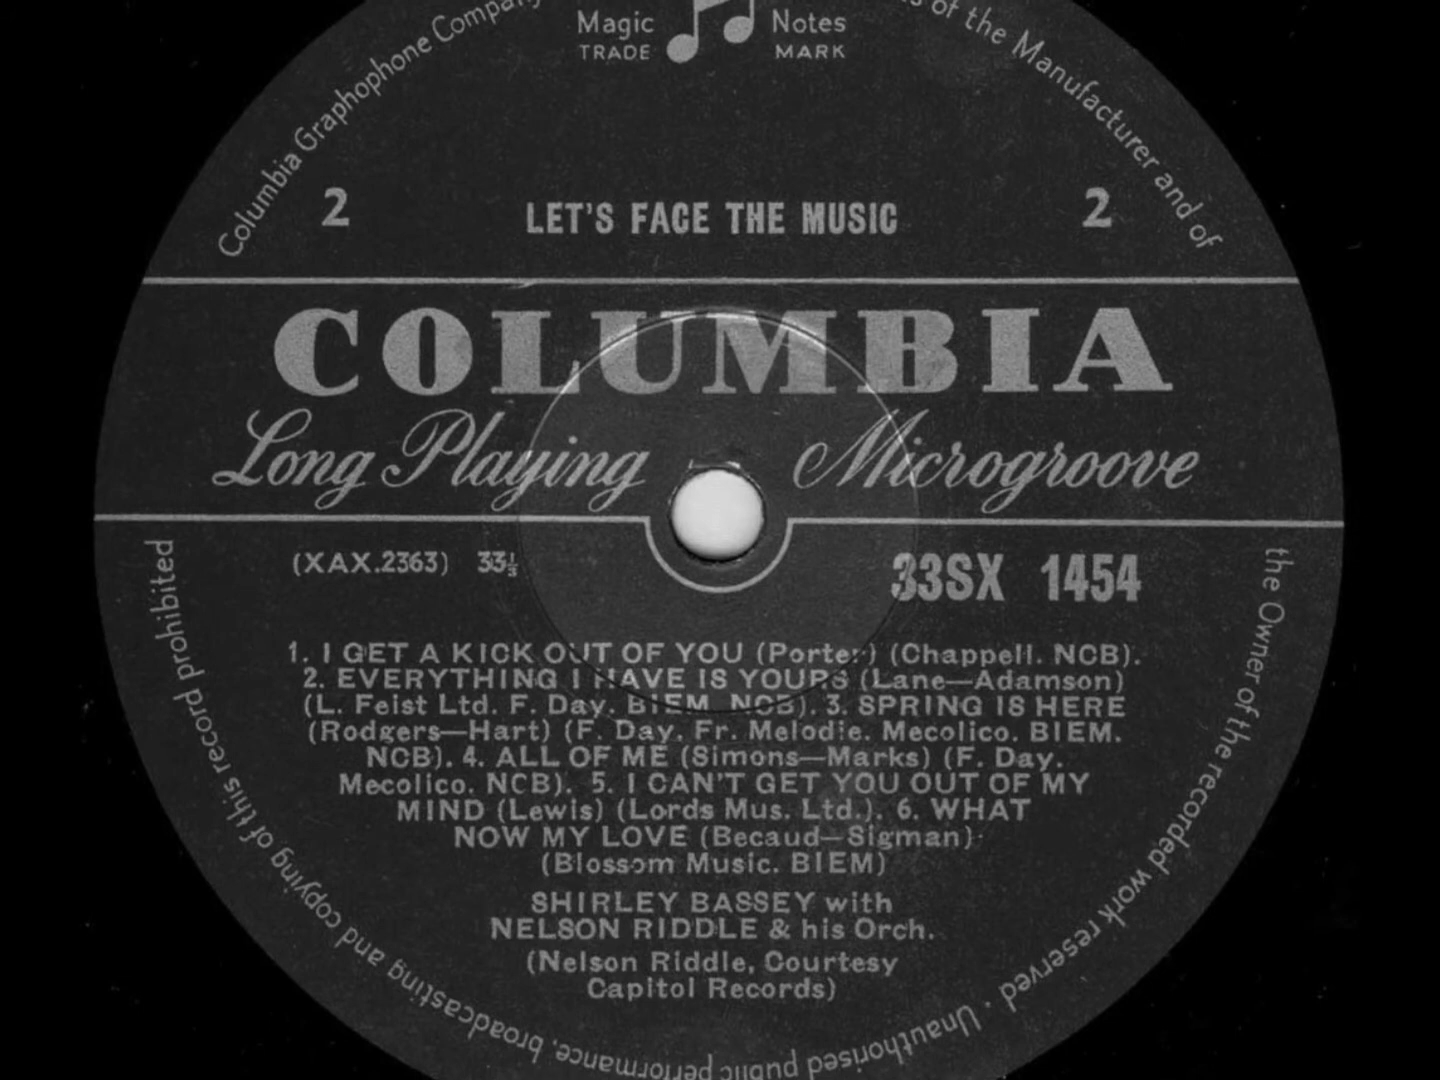 Magic Notes
TRADE MARK
Columbia Graphophone Company
of the Manufacturer and of
the Owner of the recorded work reserved · Unauthorised public performance, broadcasting and copying of this record prohibited
2 LET'S FACE THE MUSIC 2
COLUMBIA
Long Playing Microgroove
(XAX.2363) 33⅓ 33SX 1454
1. I GET A KICK OUT OF YOU (Porter) (Chappell. NCB).
2. EVERYTHING I HAVE IS YOURS (Lane—Adamson)
(L. Feist Ltd. F. Day. BIEM. NCB). 3. SPRING IS HERE
(Rodgers—Hart) (F. Day. Fr. Melodie. Mecolico. BIEM.
NCB). 4. ALL OF ME (Simons—Marks) (F. Day.
Mecolico. NCB). 5. I CAN'T GET YOU OUT OF MY
MIND (Lewis) (Lords Mus. Ltd.). 6. WHAT
NOW MY LOVE (Becaud—Sigman)
(Blossom Music. BIEM)
SHIRLEY BASSEY with
NELSON RIDDLE & his Orch.
(Nelson Riddle, Courtesy
Capitol Records)